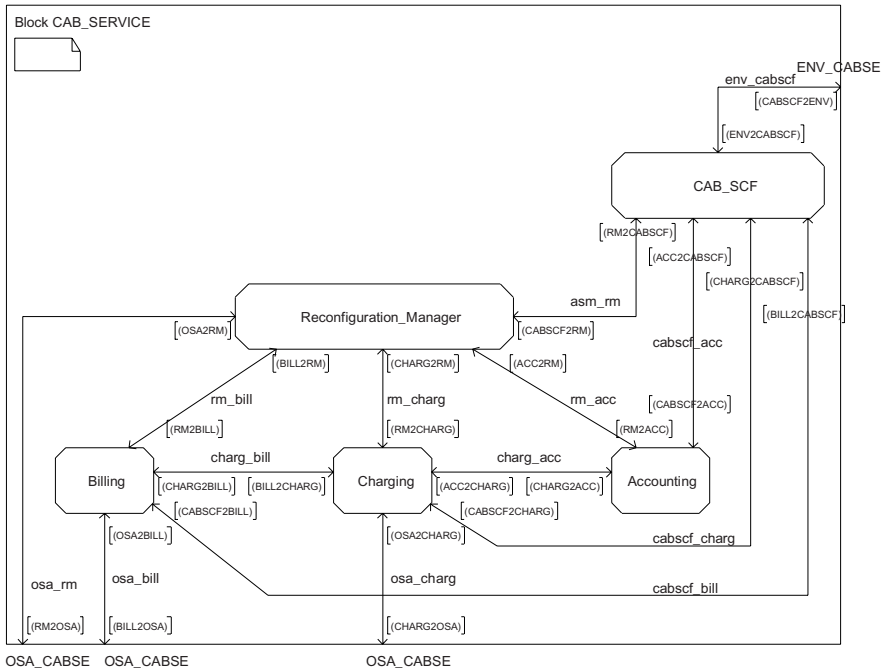 Block CAB_SERVICE
ENV_CABSE
env_cabscf
[(CABSCF2ENV)]
[(ENV2CABSCF)]
CAB_SCF
[(RM2CABSCF)]
[(ACC2CABSCF)]
[(CHARG2CABSCF)]
[(BILL2CABSCF)]
asm_rm
Reconfiguration_Manager
[(OSA2RM)]
[(CABSCF2RM)]
cabscf_acc
[(BILL2RM)]
[(CHARG2RM)]
[(ACC2RM)]
rm_bill
rm_charg
rm_acc
[(CABSCF2ACC)]
[(RM2BILL)]
[(RM2CHARG)]
[(RM2ACC)]
charg_bill
charg_acc
Billing
Charging
Accounting
[(CHARG2BILL)]
[(BILL2CHARG)]
[(ACC2CHARG)]
[(CHARG2ACC)]
[(CABSCF2BILL)]
[(CABSCF2CHARG)]
[(OSA2BILL)]
[(OSA2CHARG)]
cabscf_charg
osa_rm
osa_bill
osa_charg
cabscf_bill
[(RM2OSA)]
[(BILL2OSA)]
[(CHARG2OSA)]
OSA_CABSE
OSA_CABSE
OSA_CABSE